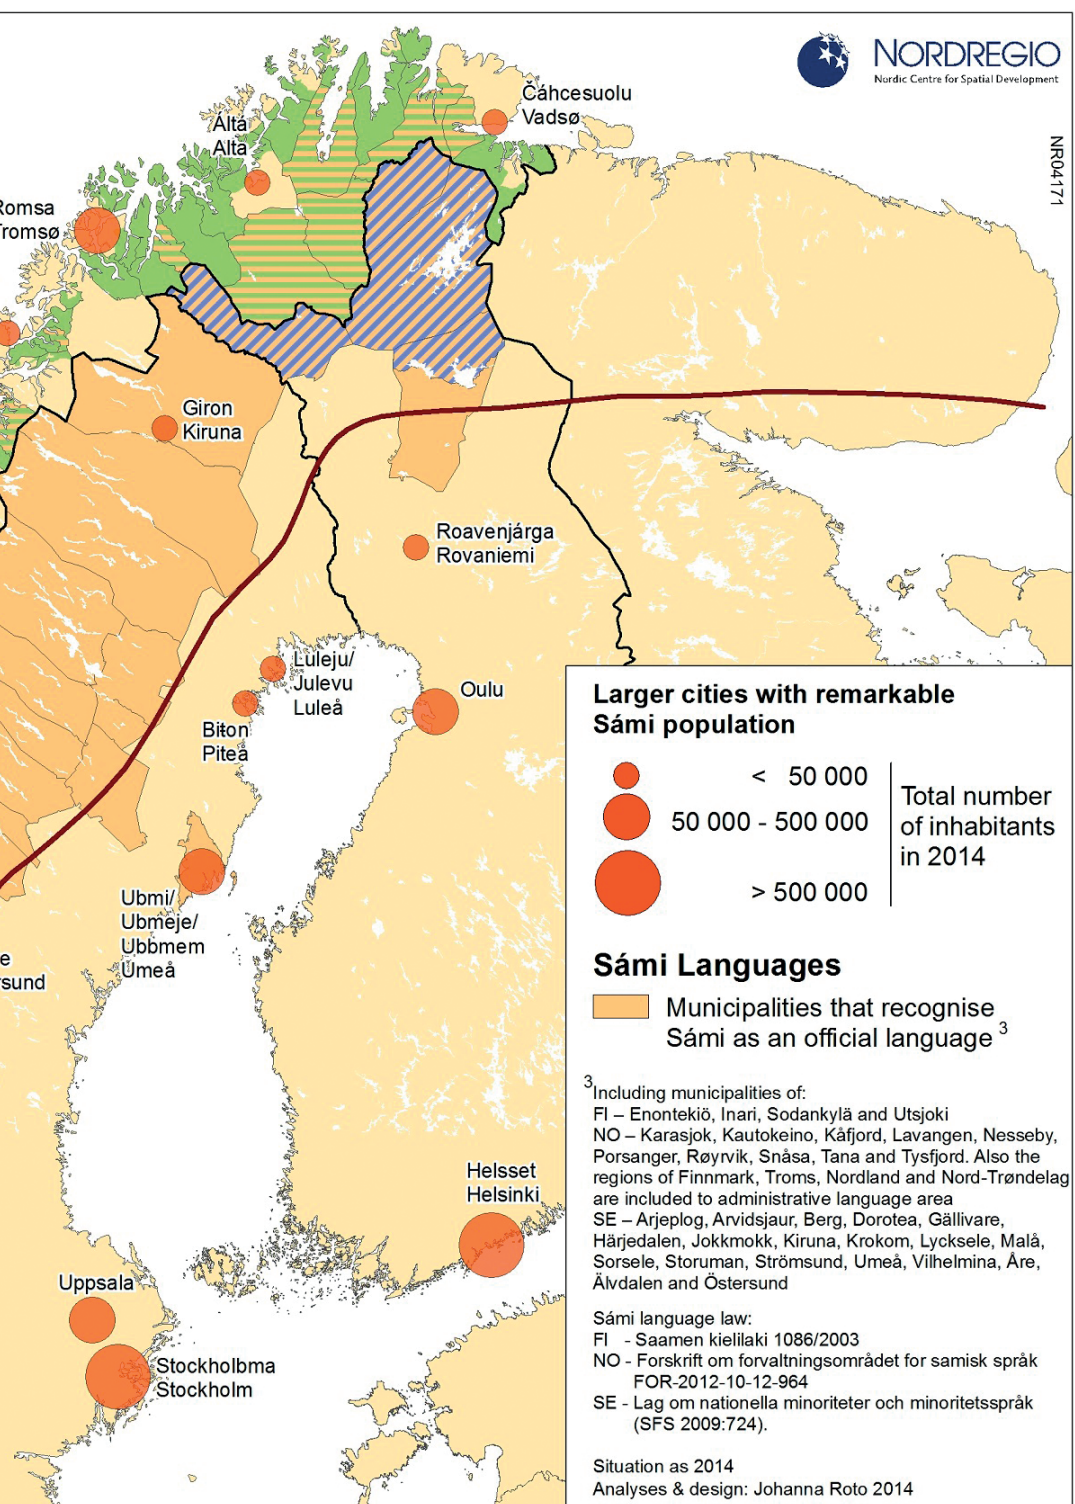 NORDREGIO
Nordic Centre for Spatial Development
NR04171
Čáhcesuolu
Vadsø
Áltá
Alta
Romsa
Tromsø
Giron
Kiruna
Roavenjárga
Rovaniemi
Luleju/
Julevu
Luleå
Oulu
Biŧon
Piteå
Ubmi/
Ubmeje/
Ubbmem
Umeå
e
rsund
Helsset
Helsinki
Uppsala
Stockholbma
Stockholm
Larger cities with remarkable
Sámi population
< 50 000
50 000 - 500 000
> 500 000
Total number
of inhabitants
in 2014
Sámi Languages
Municipalities that recognise
Sámi as an official language 3
3 Including municipalities of:
FI – Enontekiö, Inari, Sodankylä and Utsjoki
NO – Karasjok, Kautokeino, Kåfjord, Lavangen, Nesseby,
Porsanger, Røyrvik, Snåsa, Tana and Tysfjord. Also the
regions of Finnmark, Troms, Nordland and Nord-Trøndelag
are included to administrative language area
SE – Arjeplog, Arvidsjaur, Berg, Dorotea, Gällivare,
Härjedalen, Jokkmokk, Kiruna, Krokom, Lycksele, Malå,
Sorsele, Storuman, Strömsund, Umeå, Vilhelmina, Åre,
Älvdalen and Östersund
Sámi language law:
FI - Saamen kielilaki 1086/2003
NO - Forskrift om forvaltningsområdet for samisk språk
FOR-2012-10-12-964
SE - Lag om nationella minoriteter och minoritetsspråk
(SFS 2009:724).
Situation as 2014
Analyses & design: Johanna Roto 2014